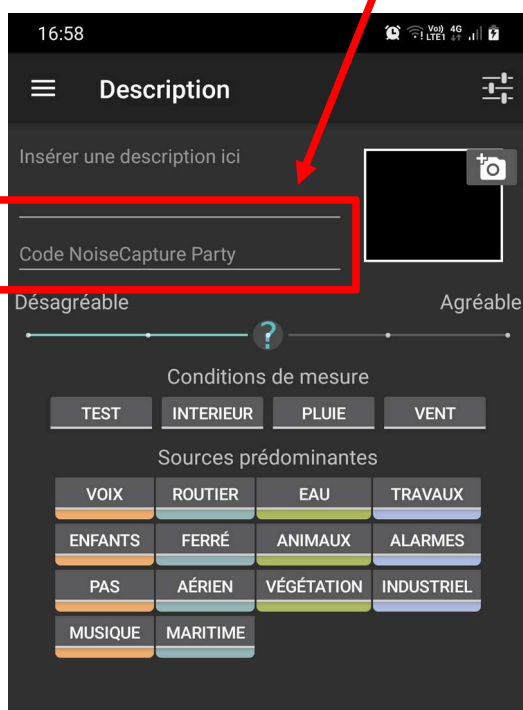 16:58
Vo)) 4G
LTE1
Description
Insérer une description ici
Code NoiseCapture Party
Désagréable Agréable
?
Conditions de mesure
TEST INTERIEUR PLUIE VENT
Sources prédominantes
VOIX ROUTIER EAU TRAVAUX
ENFANTS FERRÉ ANIMAUX ALARMES
PAS AÉRIEN VÉGÉTATION INDUSTRIEL
MUSIQUE MARITIME